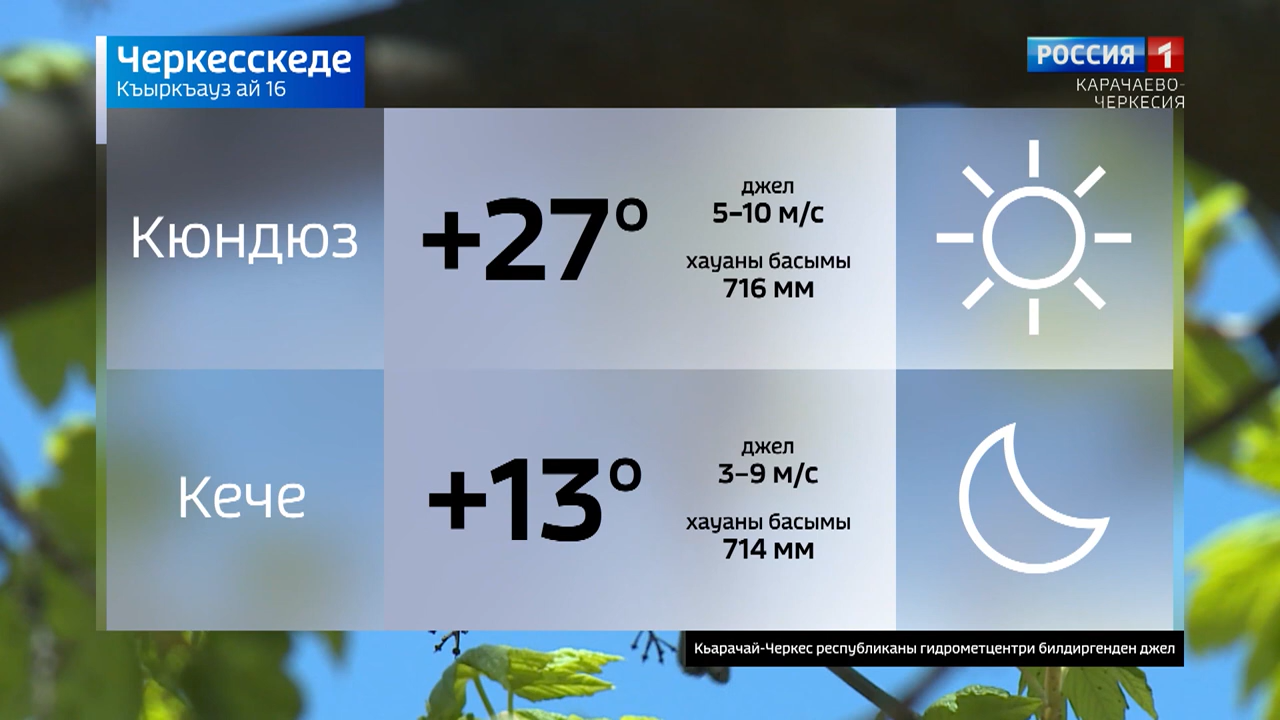 Черкесскеде
Къыркъауз ай 16
РОССИЯ 1
КАРАЧАЕВО-
ЧЕРКЕСИЯ
Кюндюз
+27°
джел
5-10 м/с
хауаны басымы
716 мм
Кече
+13°
джел
3-9 м/с
хауаны басымы
714 мм
Кьарачай-Черкес республиканы гидрометцентри билдиргенден джел